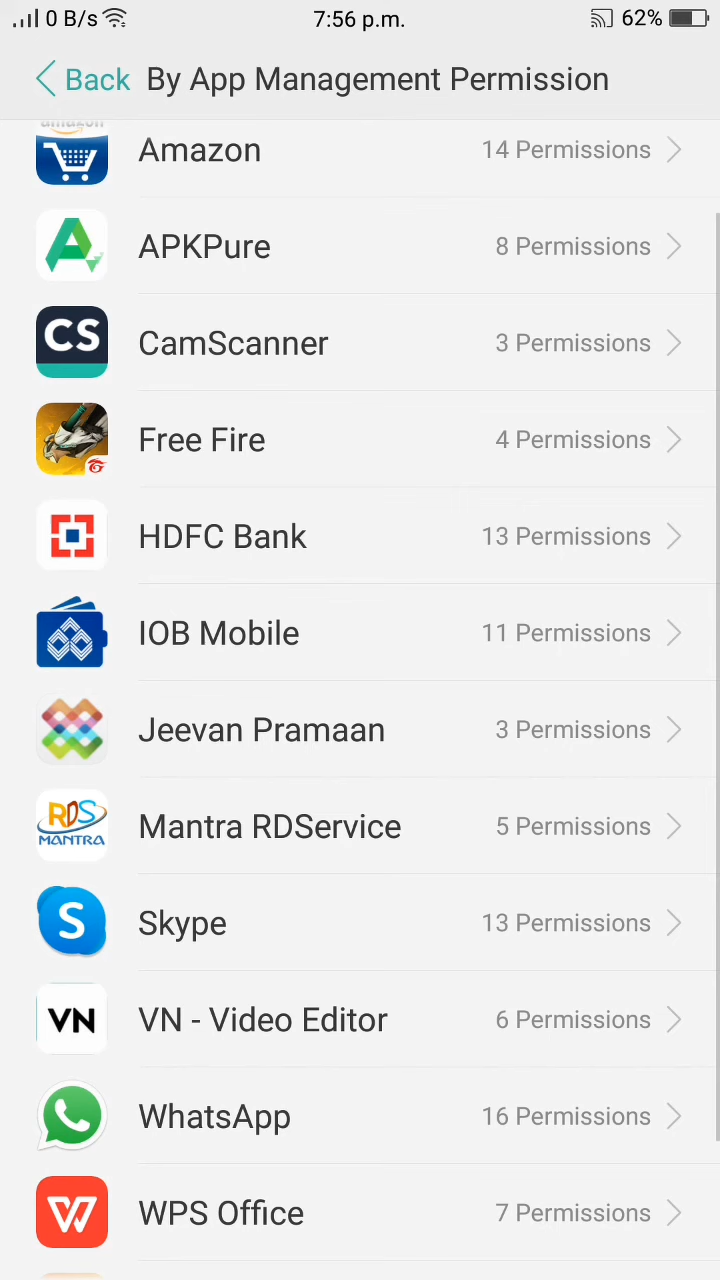 0 B/s 7:56 p.m. 62%
Back By App Management Permission
amazon
Amazon 14 Permissions
APKPure 8 Permissions
CS
CamScanner 3 Permissions
Free Fire 4 Permissions
HDFC Bank 13 Permissions
IOB Mobile 11 Permissions
Jeevan Pramaan 3 Permissions
RDS
MANTRA
Mantra RDService 5 Permissions
S
Skype 13 Permissions
VN
VN - Video Editor 6 Permissions
WhatsApp 16 Permissions
W
WPS Office 7 Permissions